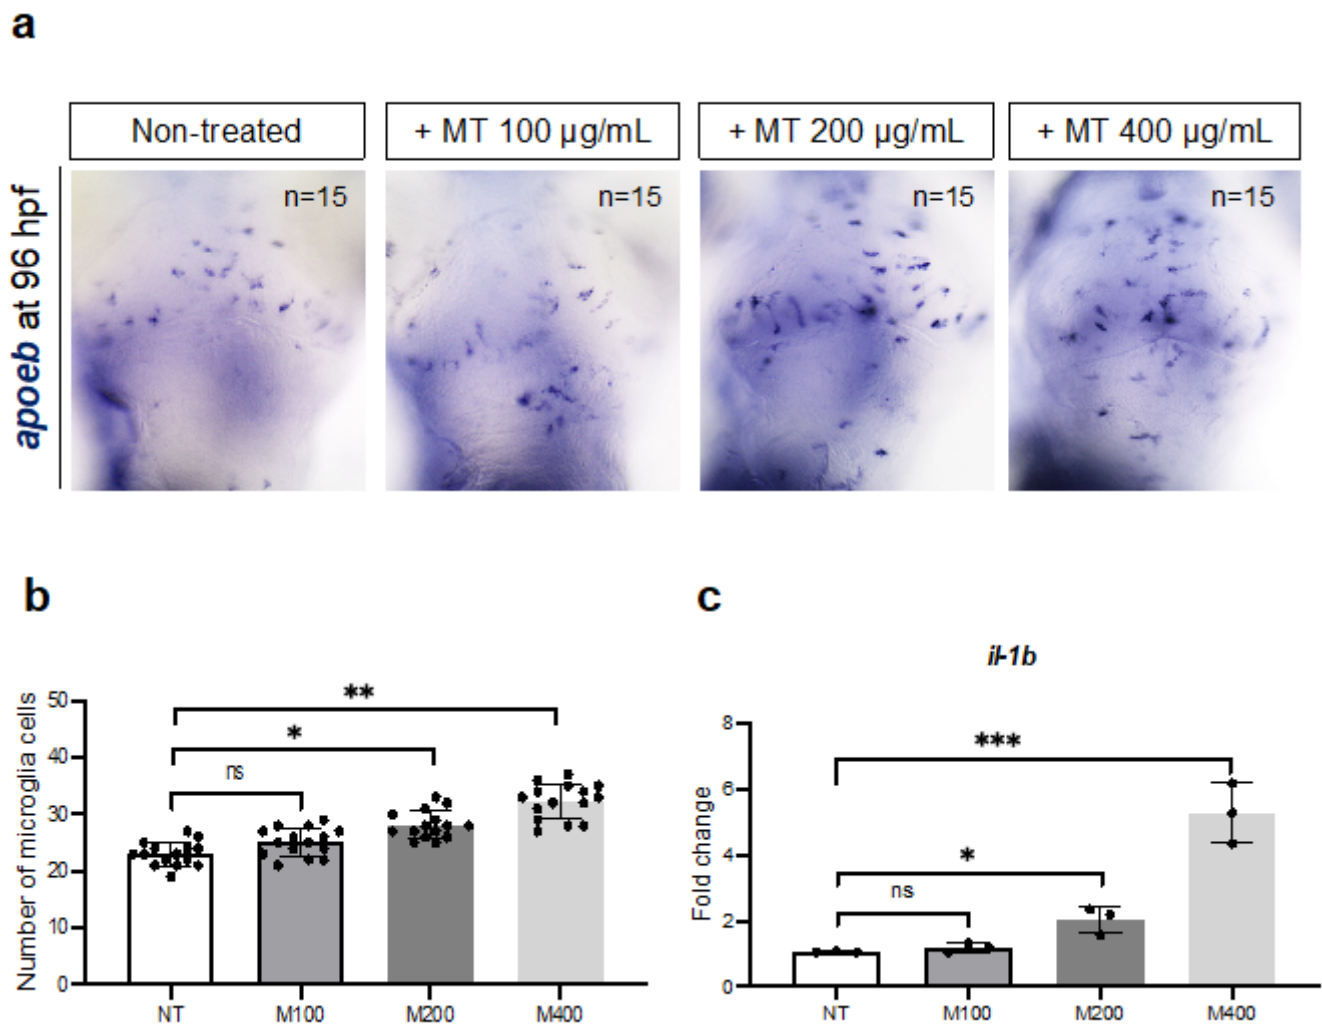 a
Non-treated
+ MT 100 µg/mL
+ MT 200 µg/mL
+ MT 400 µg/mL
apoeb at 96 hpf
n=15
n=15
n=15
n=15
b
Number of microglia cells
50
40
30
20
10
0
**
*
ns
NT
M100
M200
M400
c
il-1b
Fold change
8
6
4
2
0
***
*
ns
NT
M100
M200
M400